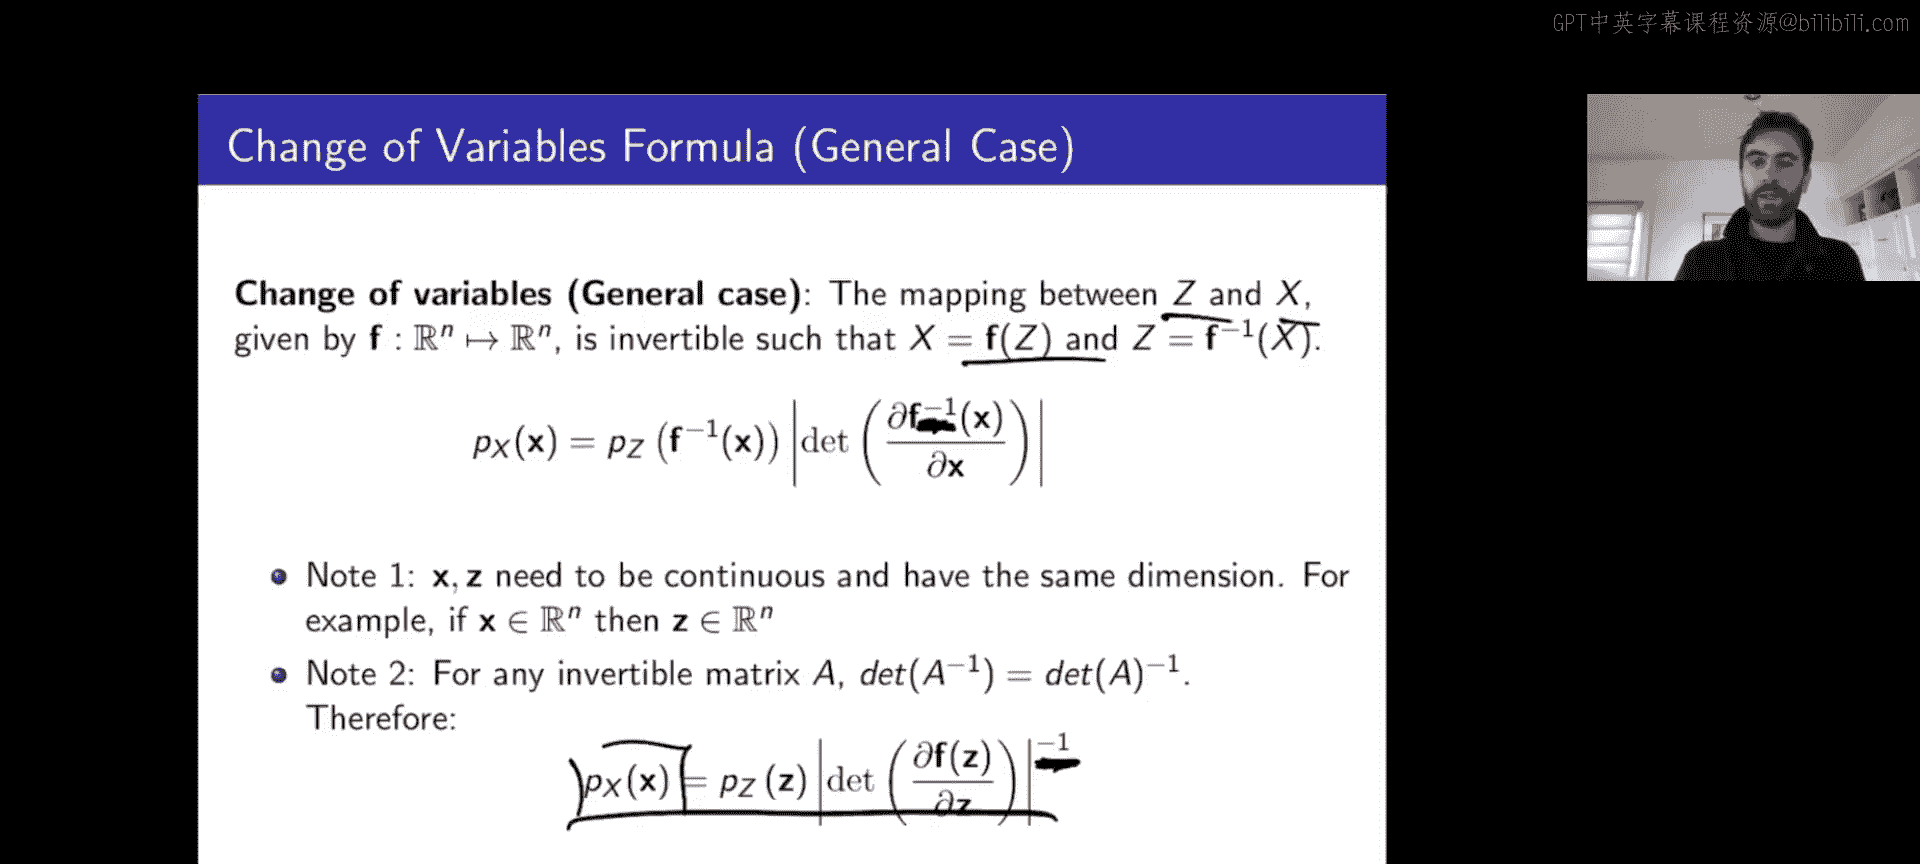 GPT中英字幕课程资源@bilibili.com
Change of Variables Formula (General Case)
Change of variables (General case): The mapping between Z and X,
given by f : ℝⁿ ↦ ℝⁿ, is invertible such that X = f(Z) and Z = f⁻¹(X).
p_X(x) = p_Z (f⁻¹(x)) |det (∂f⁻¹(x) / ∂x)|
Note 1: x, z need to be continuous and have the same dimension. For
example, if x ∈ ℝⁿ then z ∈ ℝⁿ
Note 2: For any invertible matrix A, det(A⁻¹) = det(A)⁻¹.
Therefore:
p_X(x) = p_Z (z) |det (∂f(z) / ∂z)|⁻¹